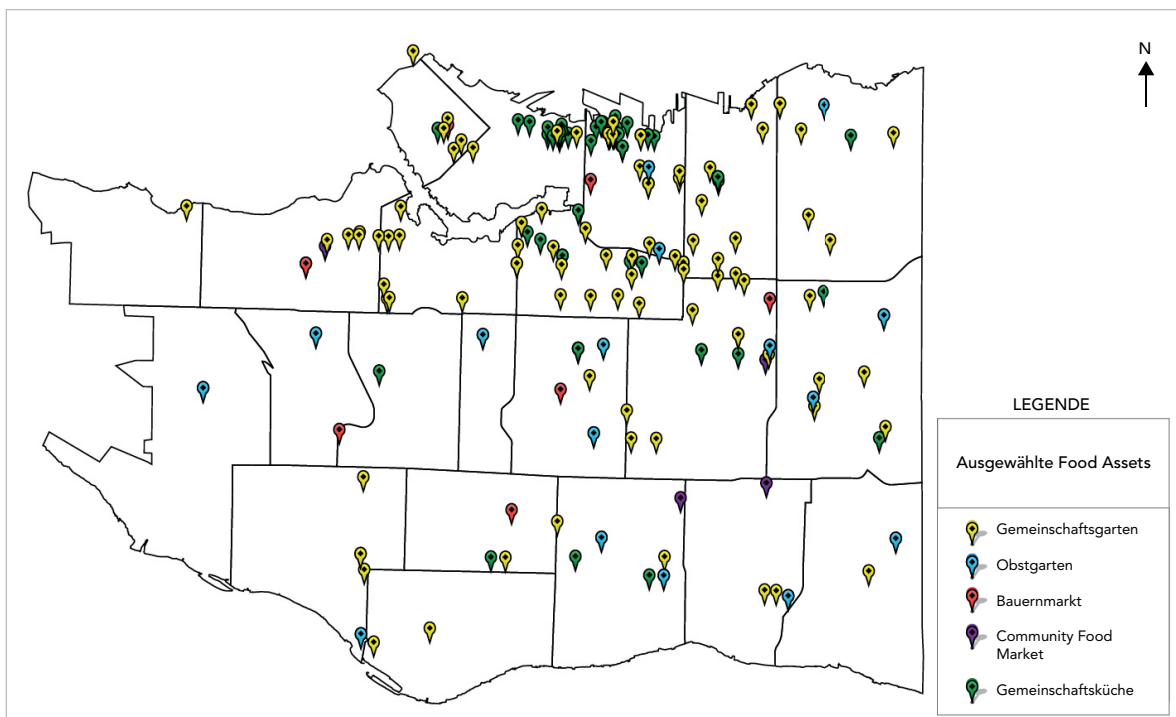 N
LEGENDE
Ausgewählte Food Assets
Gemeinschaftsgarten
Obstgarten
Bauernmarkt
Community Food
Market
Gemeinschaftsküche